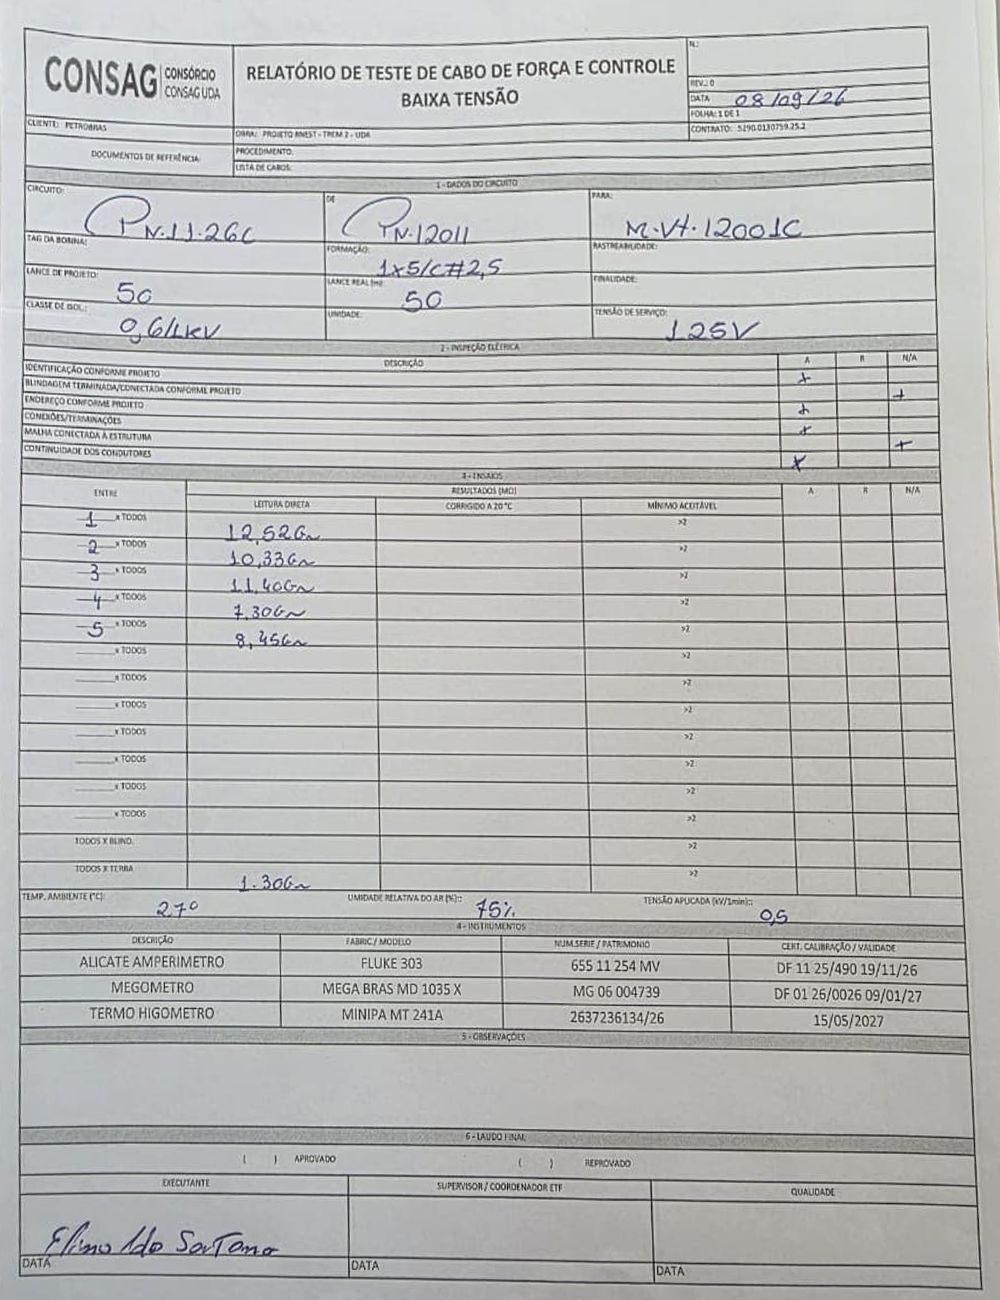 CONSAG CONSÓRCIO CONSAG UDA
RELATÓRIO DE TESTE DE CABO DE FORÇA E CONTROLE
BAIXA TENSÃO
N.:
REV.: 0
DATA 08/09/26
FOLHA: 1 DE 1
CLIENTE: PETROBRAS
OBRA: PROJETO RNEST - TREM 2 - UDA
CONTRATO: 5290.0130759.25.2
DOCUMENTOS DE REFERÊNCIA:
PROCEDIMENTO:
LISTA DE CABOS:
1 - DADOS DO CIRCUITO
CIRCUITO: PN.11.26C
DE PN.12011
PARA: M.Vt.12001C
TAG DA BOBINA:
FORMAÇÃO: 1x5/C#2,5
RASTREABILIDADE:
LANCE DE PROJETO: 50
LANCE REAL (m): 50
FINALIDADE:
CLASSE DE ISOL.: 0,6/1kV
UNIDADE:
TENSÃO DE SERVIÇO: 125V
2 - INSPEÇÃO ELÉTRICA
DESCRIÇÃO A R N/A
IDENTIFICAÇÃO CONFORME PROJETO +
BLINDAGEM TERMINADA/CONECTADA CONFORME PROJETO +
ENDEREÇO CONFORME PROJETO +
CONEXÕES/TERMINAÇÕES +
MALHA CONECTADA À ESTRUTURA +
CONTINUIDADE DOS CONDUTORES x
3 - ENSAIOS
ENTRE RESULTADOS (MΩ) A R N/A
LEITURA DIRETA CORRIGIDO A 20 °C MÍNIMO ACEITÁVEL
1 x TODOS 12,52GΩ >2
2 x TODOS 10,33GΩ >2
3 x TODOS 11,40GΩ >2
4 x TODOS 7,30GΩ >2
5 x TODOS 8,45GΩ >2
x TODOS >2
x TODOS >2
x TODOS >2
x TODOS >2
x TODOS >2
x TODOS >2
x TODOS >2
TODOS X BLIND. >2
TODOS X TERRA 1.30GΩ >2
TEMP. AMBIENTE (°C): 27° UMIDADE RELATIVA DO AR (%):: 75% TENSÃO APLICADA (kV/1min):: 0,5
4 - INSTRUMENTOS
DESCRIÇÃO FABRIC./ MODELO NUM.SERIE / PATRIMONIO CERT. CALIBRAÇÃO / VALIDADE
ALICATE AMPERIMETRO FLUKE 303 655 11 254 MV DF 11 25/490 19/11/26
MEGOMETRO MEGA BRAS MD 1035 X MG 06 004739 DF 01 26/0026 09/01/27
TERMO HIGOMETRO MINIPA MT 241A 2637236134/26 15/05/2027
5 - OBSERVAÇÕES
6 - LAUDO FINAL
( ) APROVADO ( ) REPROVADO
EXECUTANTE SUPERVISOR / COORDENADOR ETF QUALIDADE
DATA DATA DATA